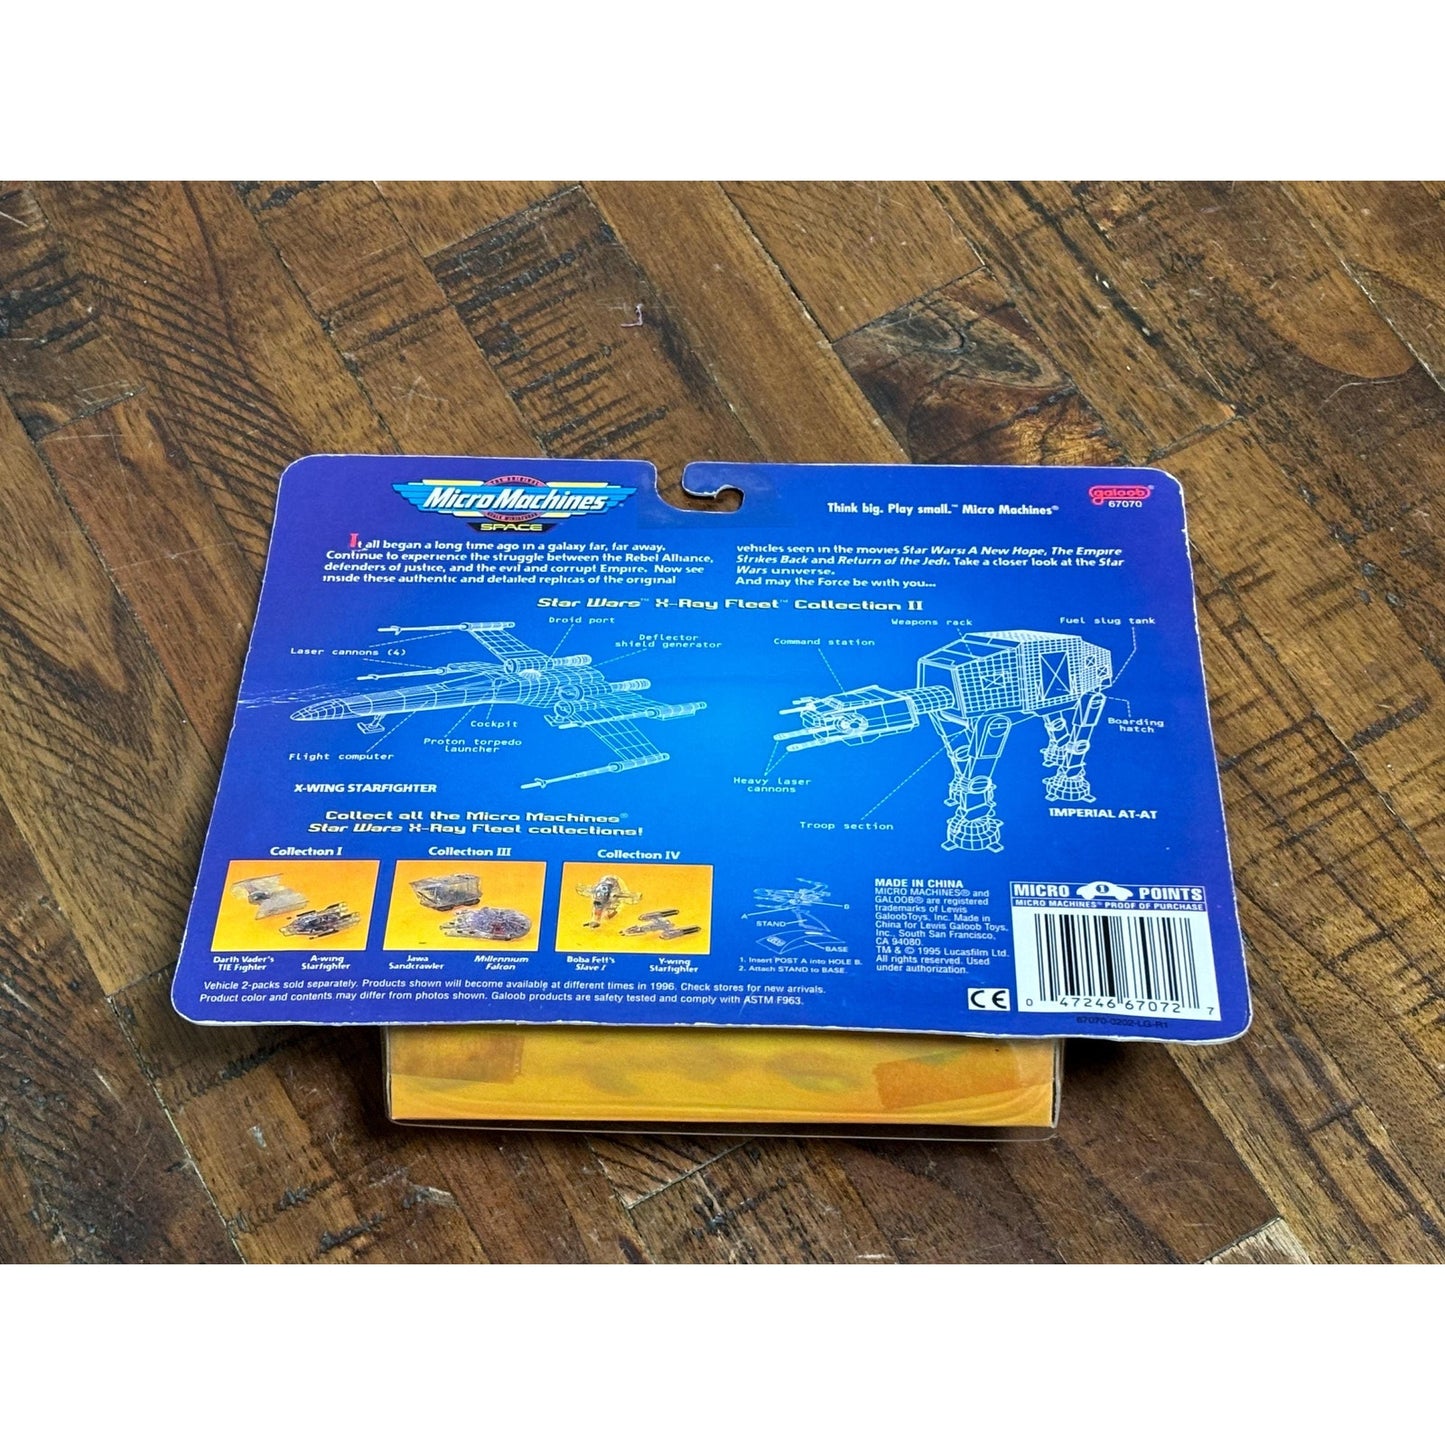 Micro Machines
SPACE
Think big. Play small.™ Micro Machines®
galoob®
67070
It all began a long time ago in a galaxy far, far away.
Continue to experience the struggle between the Rebel Alliance,
defenders of justice, and the evil and corrupt Empire. Now see
inside these authentic and detailed replicas of the original
vehicles seen in the movies Star Wars: A New Hope, The Empire
Strikes Back and Return of the Jedi. Take a closer look at the Star
Wars universe.
And may the Force be with you...
Star Wars™ X-Ray Fleet™ Collection II
Droid port
Laser cannons (4)
Deflector
shield generator
Cockpit
Proton torpedo
launcher
Flight computer
X-WING STARFIGHTER
Weapons rack
Fuel slug tank
Command station
Boarding
hatch
Heavy laser
cannons
Troop section
IMPERIAL AT-AT
Collect all the Micro Machines®
Star Wars X-Ray Fleet collections!
Collection I
Darth Vader's
TIE Fighter
A-wing
Starfighter
Collection III
Jawa
Sandcrawler
Millennium
Falcon
Collection IV
Boba Fett's
Slave I
Y-wing
Starfighter
A
B
STAND
BASE
1. Insert POST A into HOLE B.
2. Attach STAND to BASE.
MADE IN CHINA
MICRO MACHINES® and
GALOOB® are registered
trademarks of Lewis
GaloobToys, Inc. Made in
China for Lewis Galoob Toys,
Inc., South San Francisco,
CA 94080.
TM & © 1995 Lucasfilm Ltd.
All rights reserved. Used
under authorization.
MICRO 1 POINTS
MICRO MACHINES™ PROOF OF PURCHASE
CE
0 47246 67072 7
67070-0202-LG-R1
Vehicle 2-packs sold separately. Products shown will become available at different times in 1996. Check stores for new arrivals.
Product color and contents may differ from photos shown. Galoob products are safety tested and comply with ASTM F963.